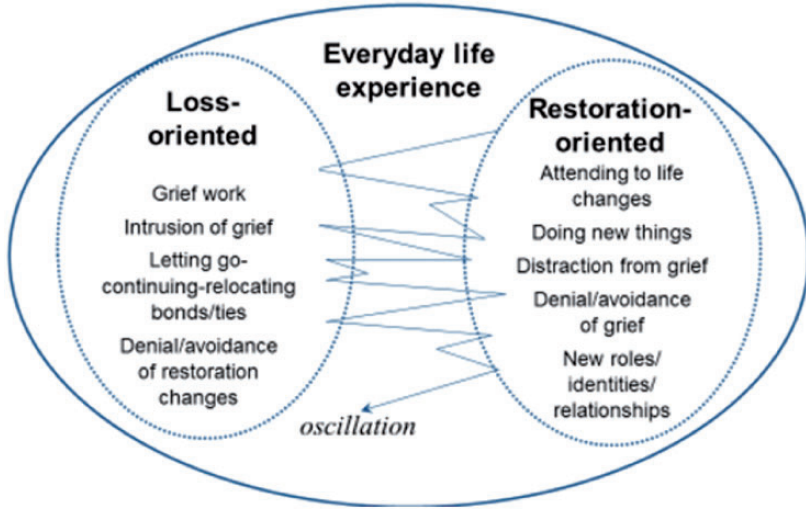 Everyday life
experience
Loss-
oriented
Grief work
Intrusion of grief
Letting go-
continuing-relocating
bonds/ties
Denial/avoidance
of restoration
changes
Restoration-
oriented
Attending to life
changes
Doing new things
Distraction from grief
Denial/avoidance
of grief
New roles/
identities/
relationships
oscillation